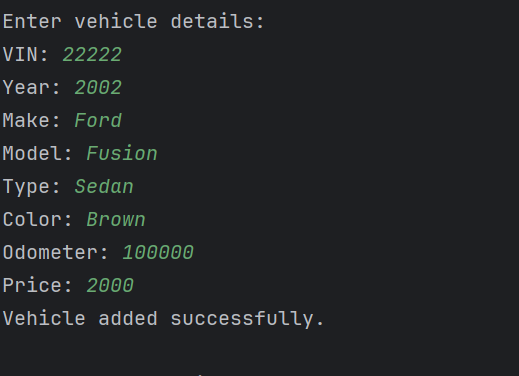 Enter vehicle details:
VIN: 22222
Year: 2002
Make: Ford
Model: Fusion
Type: Sedan
Color: Brown
Odometer: 100000
Price: 2000
Vehicle added successfully.